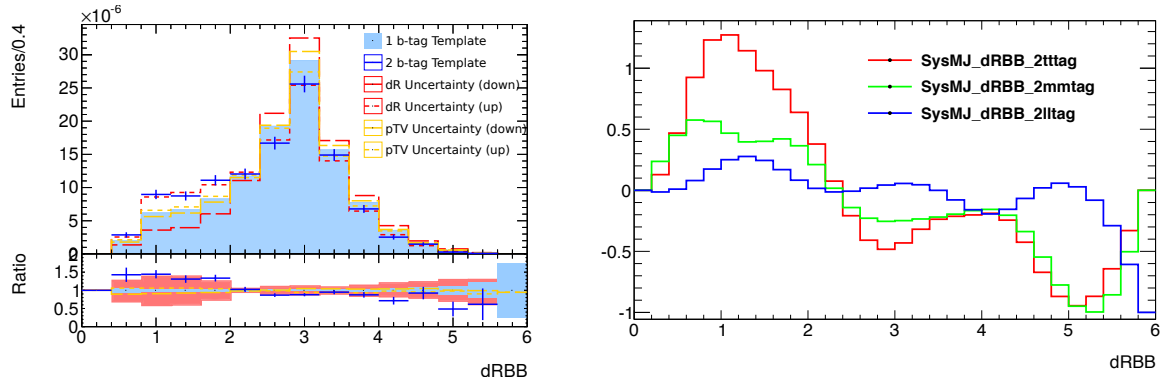 ×10⁻⁶
Entries/0.4
35
30
25
20
15
10
5
0
1 b-tag Template
2 b-tag Template
dR Uncertainty (down)
dR Uncertainty (up)
pTV Uncertainty (down)
pTV Uncertainty (up)
Ratio
1.5
1
0.5
0
0 1 2 3 4 5 6
dRBB
1
0.5
0
-0.5
-1
SysMJ_dRBB_2tttag
SysMJ_dRBB_2mmtag
SysMJ_dRBB_2lltag
0 1 2 3 4 5 6
dRBB